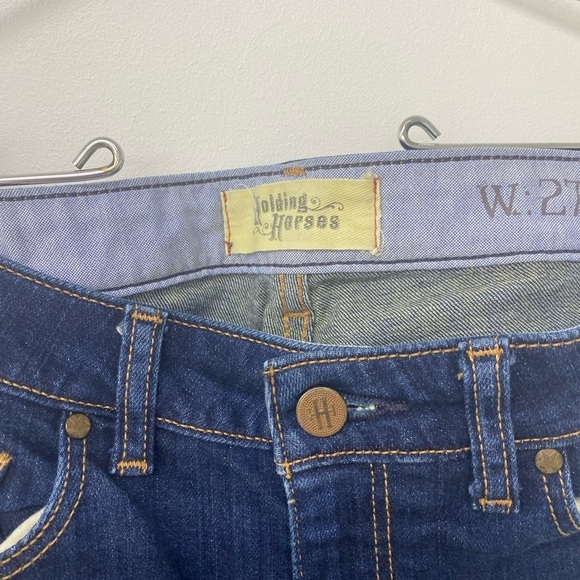 Holding
Horses
W.: 27
H